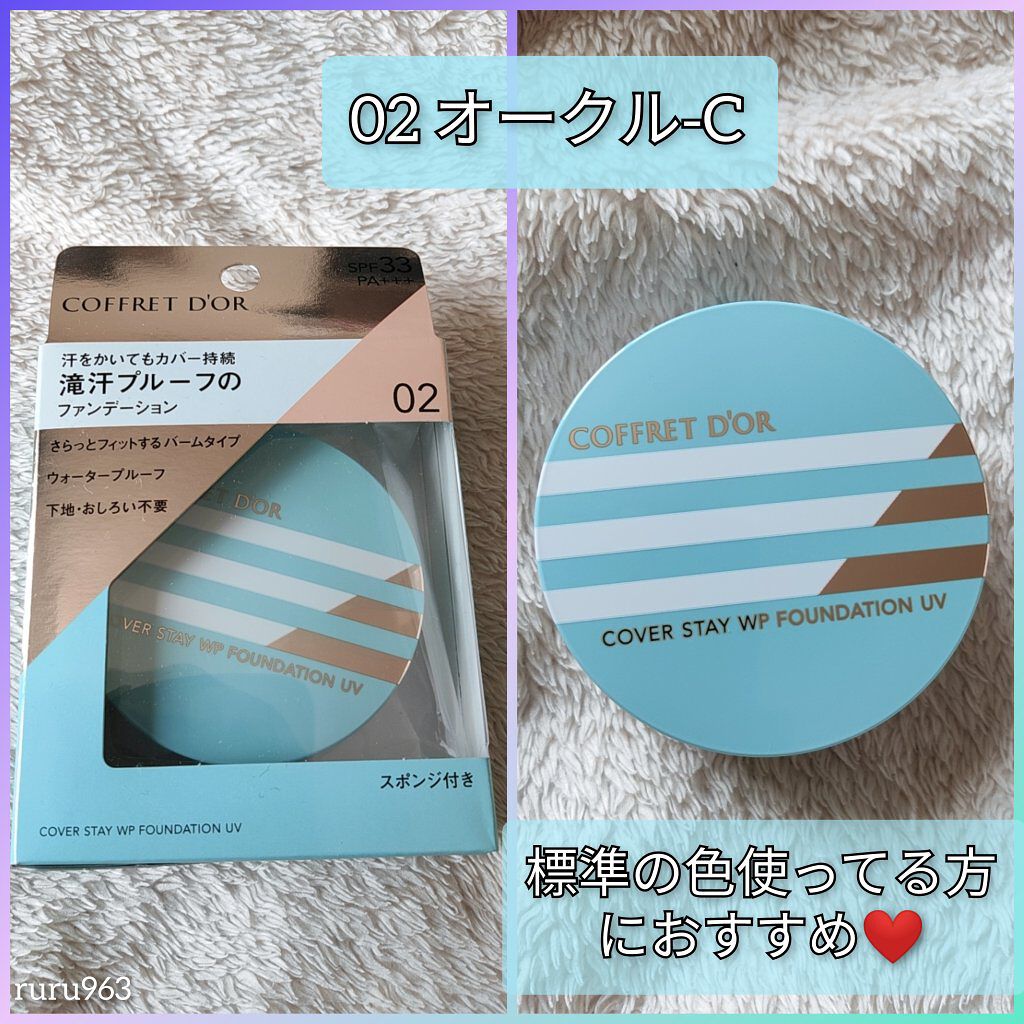 02 オークル-C
SPF33
PA+++
COFFRET D'OR
汗をかいてもカバー持続
滝汗プルーフの
ファンデーション
02
さらっとフィットするバームタイプ
ウォータープルーフ
下地・おしろい不要
ET D'OR
VER STAY WP FOUNDATION UV
スポンジ付き
COVER STAY WP FOUNDATION UV
COFFRET D'OR
COVER STAY WP FOUNDATION UV
標準の色使ってる方
におすすめ❤️
ruru963